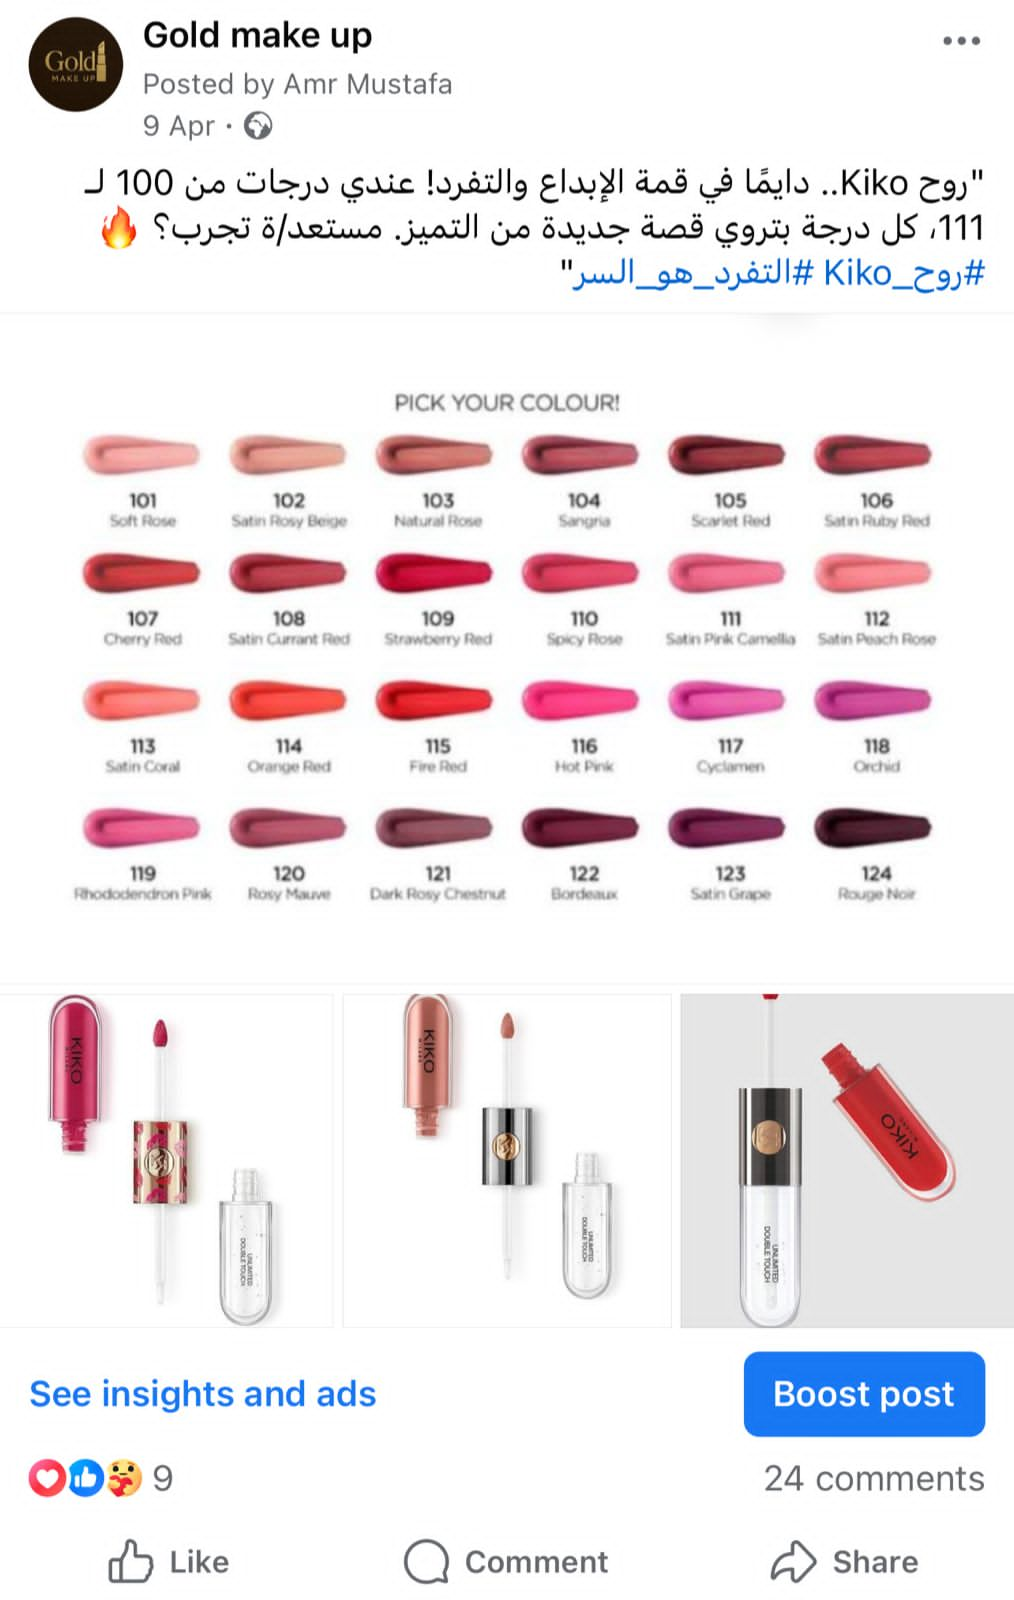 Gold
MAKE UP
Gold make up
Posted by Amr Mustafa
9 Apr ·
"روح Kiko.. دايمًا في قمة الإبداع والتفرد! عندي درجات من 100 لـ
111، كل درجة بتروي قصة جديدة من التميز. مستعد/ة تجرب؟ 🔥
#روح_Kiko #التفرد_هو_السر"
PICK YOUR COLOUR!
101 102 103 104 105 106
Soft Rose Satin Rosy Beige Natural Rose Sangria Scarlet Red Satin Ruby Red
107 108 109 110 111 112
Cherry Red Satin Currant Red Strawberry Red Spicy Rose Satin Pink Camellia Satin Peach Rose
113 114 115 116 117 118
Satin Coral Orange Red Fire Red Hot Pink Cyclamen Orchid
119 120 121 122 123 124
Rhododendron Pink Rosy Mauve Dark Rosy Chestnut Bordeaux Satin Grape Rouge Noir
KIKO
UNLIMITED
DOUBLE TOUCH
KIKO
UNLIMITED
DOUBLE TOUCH
KIKO
UNLIMITED
DOUBLE TOUCH
See insights and ads
Boost post
9
24 comments
Like
Comment
Share